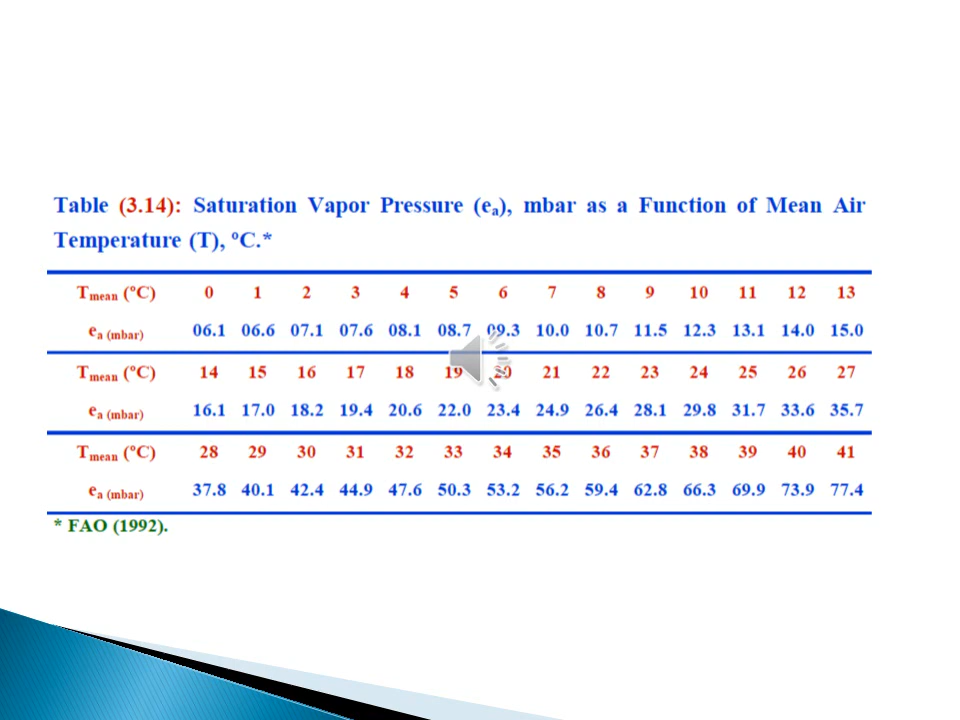 Table (3.14): Saturation Vapor Pressure (ea), mbar as a Function of Mean Air
Temperature (T), ºC.*
Tmean (ºC) 0 1 2 3 4 5 6 7 8 9 10 11 12 13
ea (mbar) 06.1 06.6 07.1 07.6 08.1 08.7 09.3 10.0 10.7 11.5 12.3 13.1 14.0 15.0
Tmean (ºC) 14 15 16 17 18 19 20 21 22 23 24 25 26 27
ea (mbar) 16.1 17.0 18.2 19.4 20.6 22.0 23.4 24.9 26.4 28.1 29.8 31.7 33.6 35.7
Tmean (ºC) 28 29 30 31 32 33 34 35 36 37 38 39 40 41
ea (mbar) 37.8 40.1 42.4 44.9 47.6 50.3 53.2 56.2 59.4 62.8 66.3 69.9 73.9 77.4
* FAO (1992).